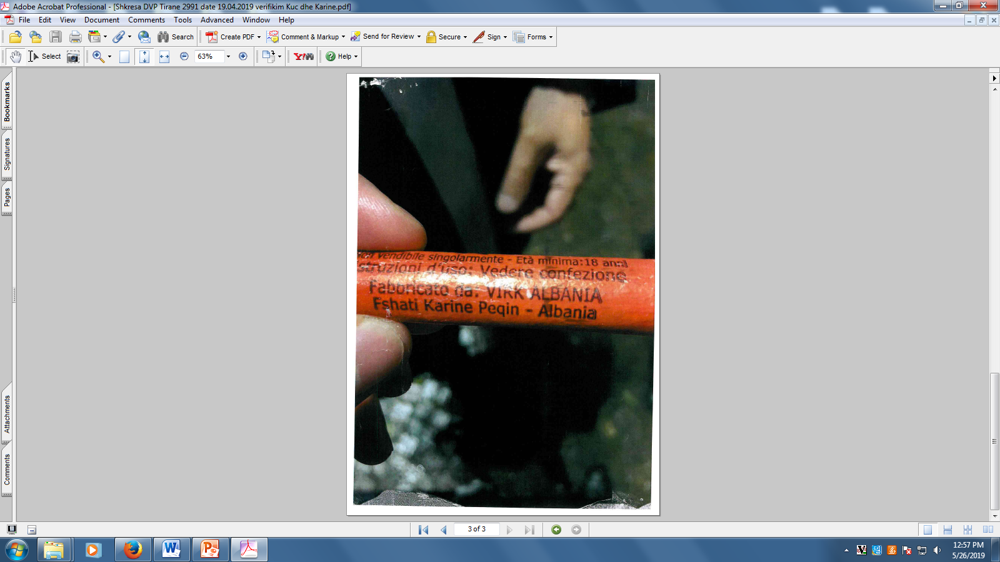 Adobe Acrobat Professional - [Shkresa DVP Tirane 2991 date 19.04.2019 verifikim Kuc dhe Karine.pdf]
File Edit View Document Comments Tools Advanced Window Help
Search Create PDF Comment & Markup Send for Review Secure Sign Forms
Select 63% Y! Help
Bookmarks
Signatures
Pages
Attachments
Comments
vendibile singolarmente - Età minima:18 anni
struzioni d'uso: Vedere confezione
Fabbricato da: VIRK ALBANIA
Fshati Karine Peqin - Albania
3 of 3
12:57 PM
5/26/2019